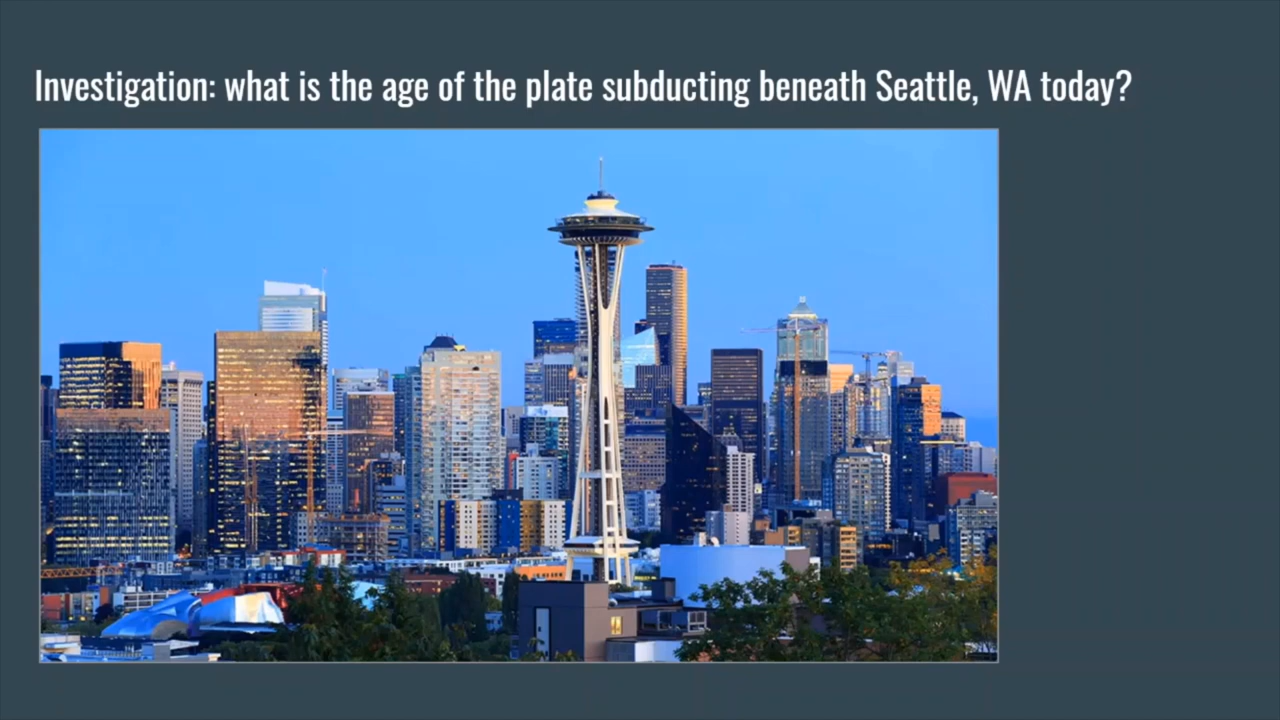 Investigation: what is the age of the plate subducting beneath Seattle, WA today?